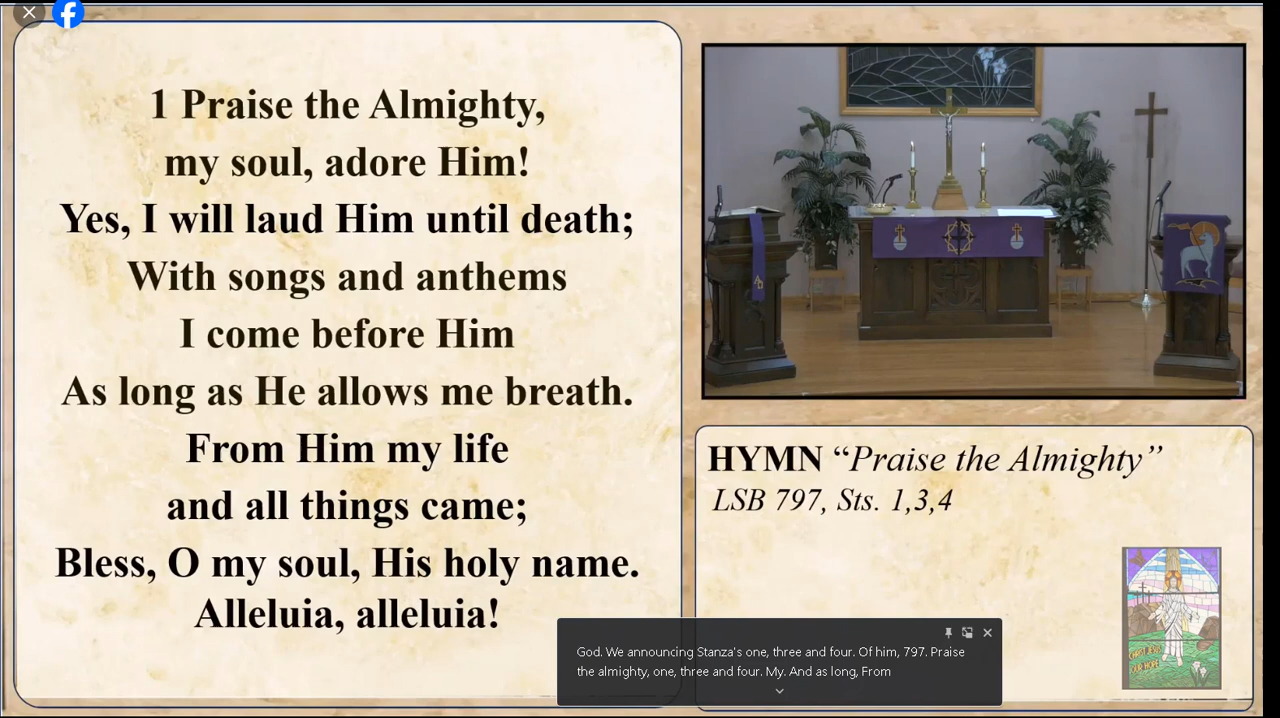 1 Praise the Almighty,
my soul, adore Him!
Yes, I will laud Him until death;
With songs and anthems
I come before Him
As long as He allows me breath.
From Him my life
and all things came;
Bless, O my soul, His holy name.
Alleluia, alleluia!
HYMN “Praise the Almighty”
LSB 797, Sts. 1,3,4
CHRIST JESUS
OUR HOPE
God. We announcing Stanza's one, three and four. Of him, 797. Praise
the almighty, one, three and four. My. And as long, From